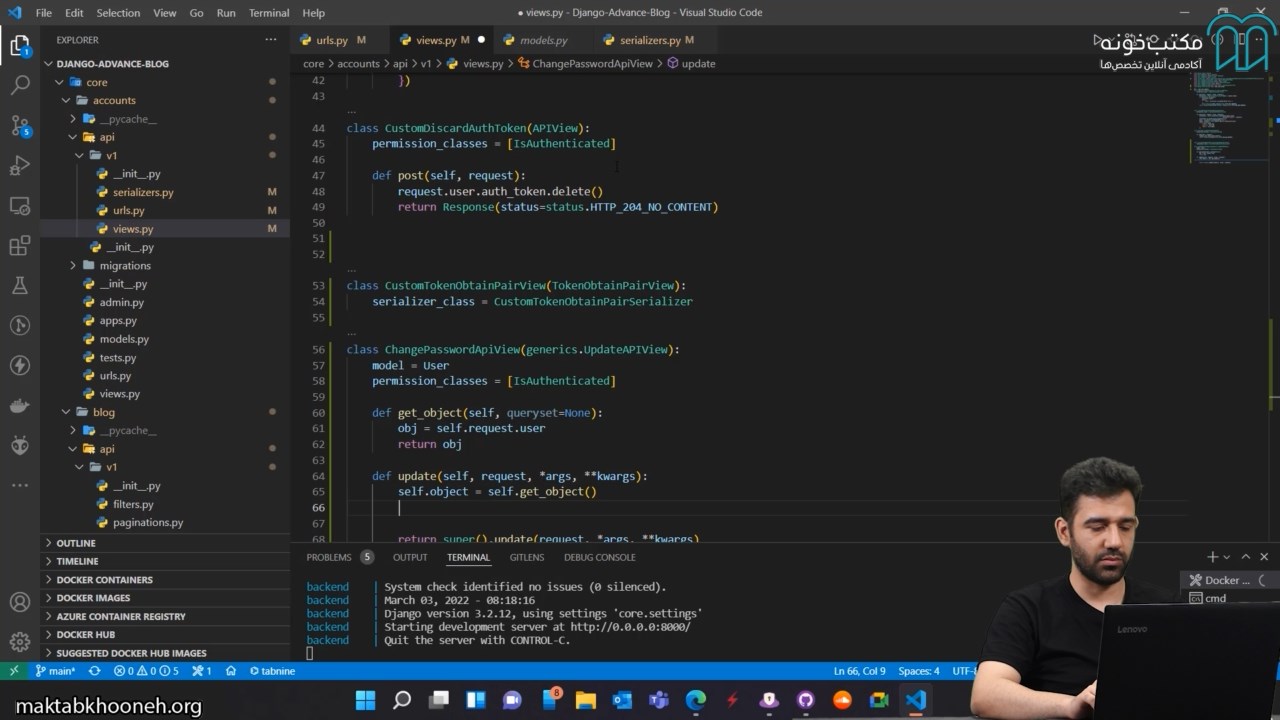 File Edit Selection View Go Run Terminal Help
● views.py - Django-Advance-Blog - Visual Studio Code
مکتب‌خونه
آکادمی آنلاین تخصص‌ها
EXPLORER
DJANGO-ADVANCE-BLOG
core
accounts
__pycache__
api
v1
__init__.py
serializers.py M
urls.py M
views.py M
__init__.py
migrations
__init__.py
admin.py
apps.py
models.py
tests.py
urls.py
views.py
blog
__pycache__
api
v1
__init__.py
filters.py
paginations.py
OUTLINE
TIMELINE
DOCKER CONTAINERS
DOCKER IMAGES
AZURE CONTAINER REGISTRY
DOCKER HUB
SUGGESTED DOCKER HUB IMAGES
urls.py M views.py M ● models.py serializers.py M
core > accounts > api > v1 > views.py > ChangePasswordApiView > update
42 })
43
...
44 class CustomDiscardAuthToken(APIView):
45 permission_classes = [IsAuthenticated]
46
47 def post(self, request):
48 request.user.auth_token.delete()
49 return Response(status=status.HTTP_204_NO_CONTENT)
50
51
52
...
53 class CustomTokenObtainPairView(TokenObtainPairView):
54 serializer_class = CustomTokenObtainPairSerializer
55
...
56 class ChangePasswordApiView(generics.UpdateAPIView):
57 model = User
58 permission_classes = [IsAuthenticated]
59
60 def get_object(self, queryset=None):
61 obj = self.request.user
62 return obj
63
64 def update(self, request, *args, **kwargs):
65 self.object = self.get_object()
66
67
68 return super().update(request, *args, **kwargs)
PROBLEMS 5 OUTPUT TERMINAL GITLENS DEBUG CONSOLE
backend | System check identified no issues (0 silenced).
backend | March 03, 2022 - 08:18:16
backend | Django version 3.2.12, using settings 'core.settings'
backend | Starting development server at http://0.0.0.0:8000/
backend | Quit the server with CONTROL-C.
Docker ...
cmd
Lenovo
main* 0 0 5 1 tabnine Ln 66, Col 9 Spaces: 4
8
maktabkhooneh.org